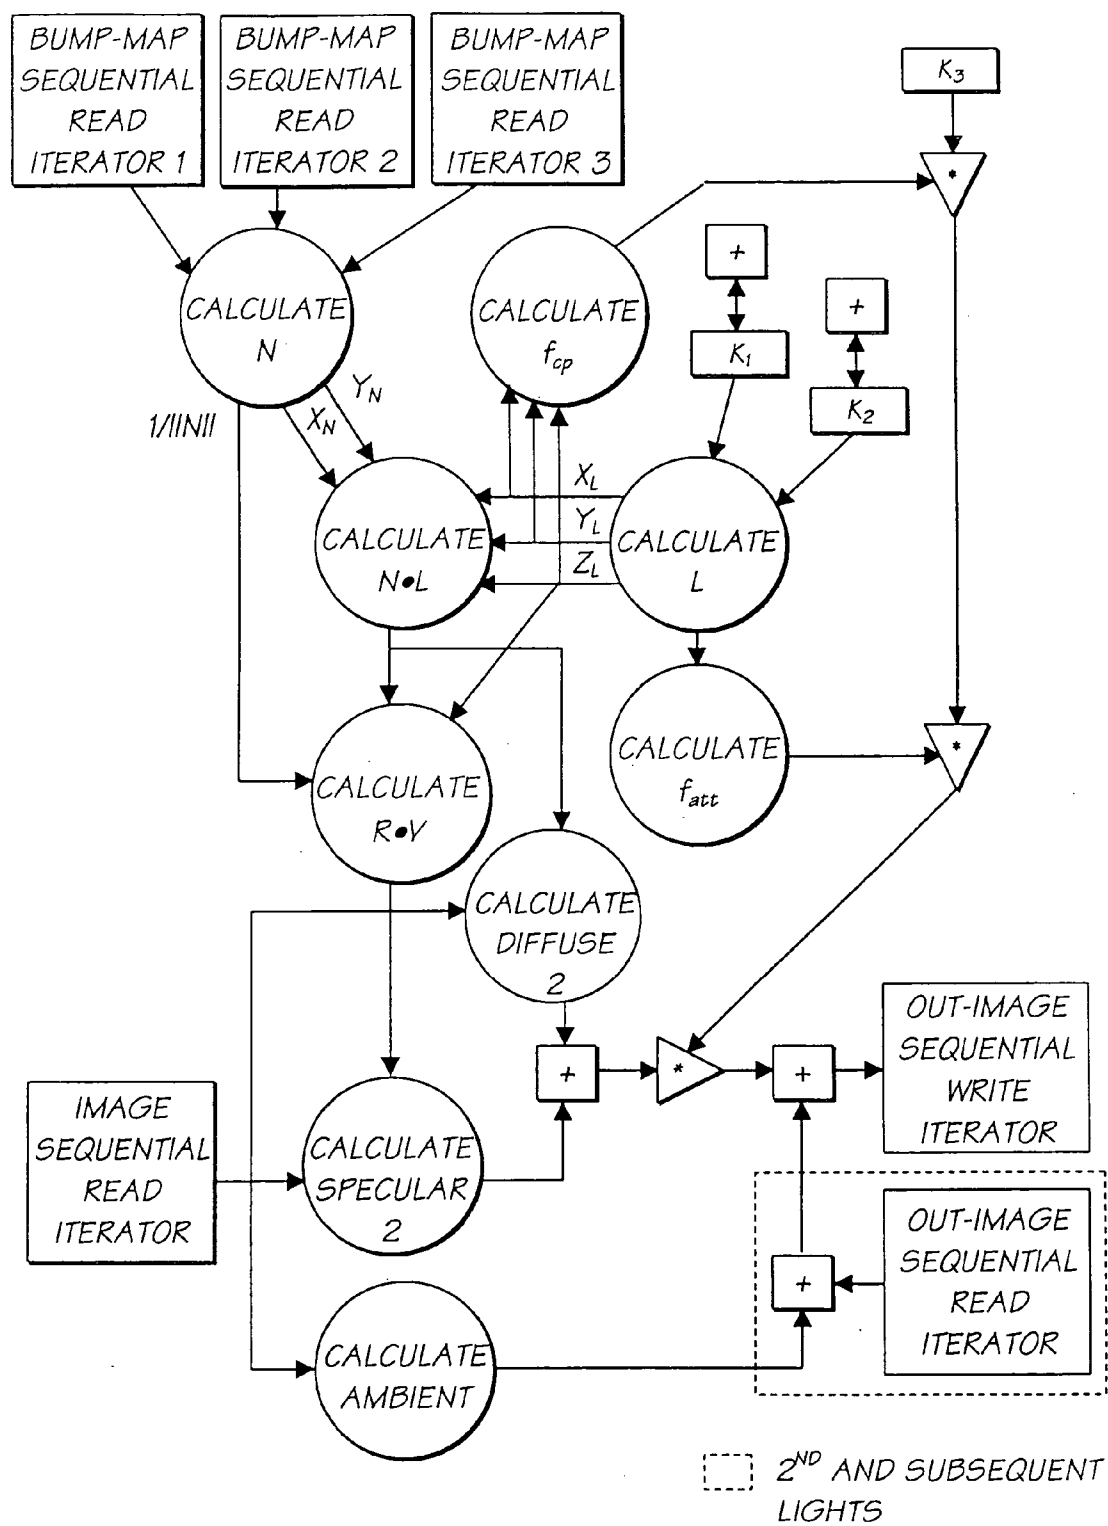 BUMP-MAP
SEQUENTIAL
READ
ITERATOR 1
BUMP-MAP
SEQUENTIAL
READ
ITERATOR 2
BUMP-MAP
SEQUENTIAL
READ
ITERATOR 3
K3
*
CALCULATE
N
CALCULATE
fcp
+
K1
+
K2
1/||N||
XN
YN
CALCULATE
N•L
XL
YL
ZL
CALCULATE
L
CALCULATE
R•V
CALCULATE
fatt
*
CALCULATE
DIFFUSE
2
+
*
+
OUT-IMAGE
SEQUENTIAL
WRITE
ITERATOR
IMAGE
SEQUENTIAL
READ
ITERATOR
CALCULATE
SPECULAR
2
+
OUT-IMAGE
SEQUENTIAL
READ
ITERATOR
CALCULATE
AMBIENT
2ND AND SUBSEQUENT
LIGHTS